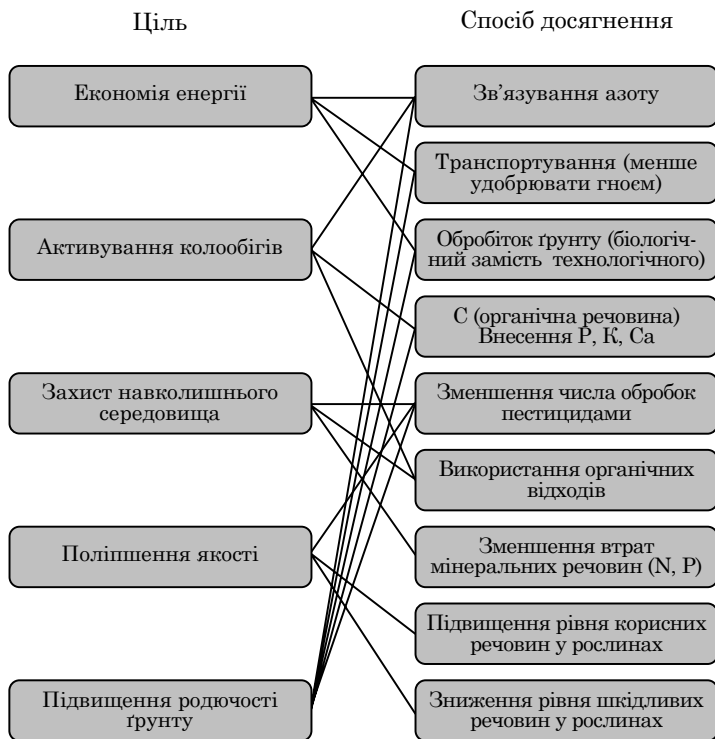 Ціль
Спосіб досягнення
Економія енергії
Активування колообігів
Захист навколишнього
середовища
Поліпшення якості
Підвищення родючості
ґрунту
Зв'язування азоту
Транспортування (менше
удобрювати гноєм)
Обробіток ґрунту (біологіч-
ний замість технологічного)
С (органічна речовина)
Внесення Р, К, Са
Зменшення числа обробок
пестицидами
Використання органічних
відходів
Зменшення втрат
мінеральних речовин (N, P)
Підвищення рівня корисних
речовин у рослинах
Зниження рівня шкідливих
речовин у рослинах